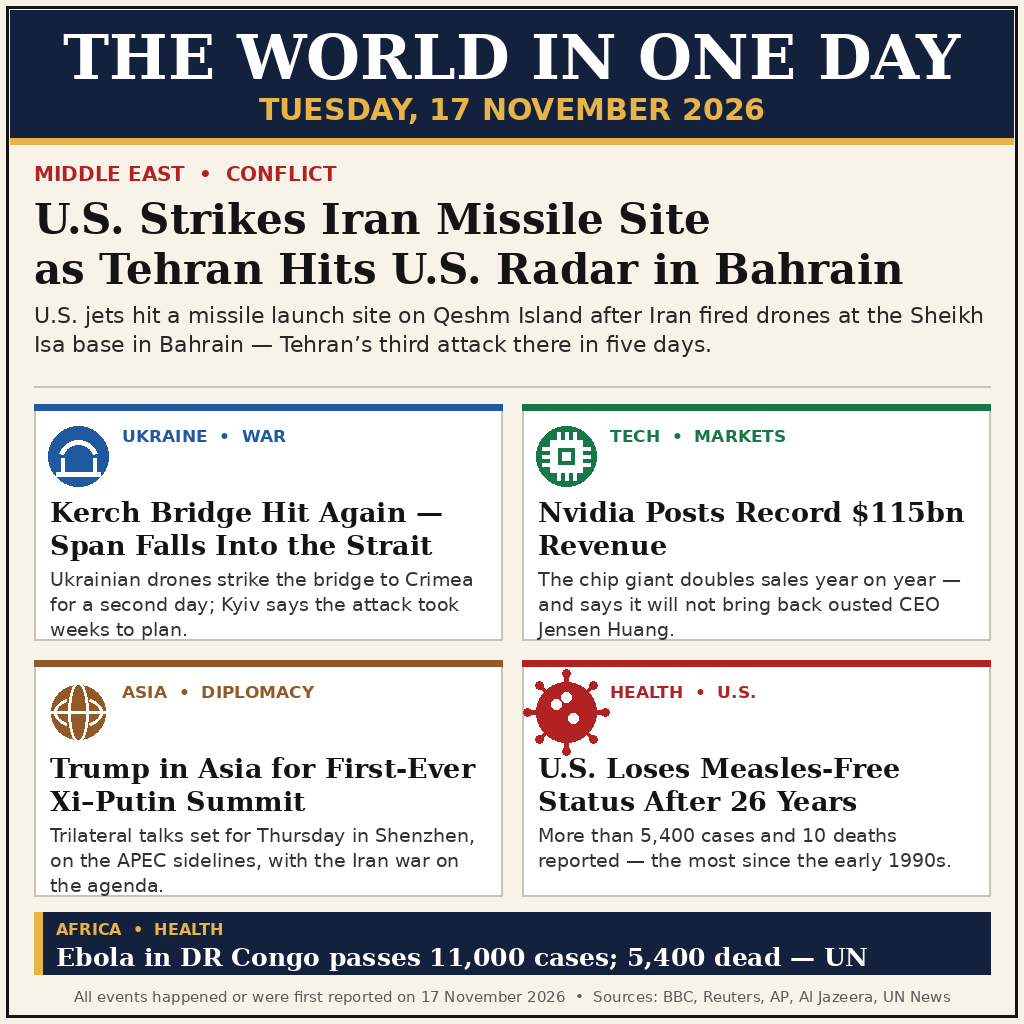 THE WORLD IN ONE DAY
TUESDAY, 17 NOVEMBER 2026
MIDDLE EAST • CONFLICT
U.S. Strikes Iran Missile Site
as Tehran Hits U.S. Radar in Bahrain
U.S. jets hit a missile launch site on Qeshm Island after Iran fired drones at the Sheikh
Isa base in Bahrain — Tehran’s third attack there in five days.
UKRAINE • WAR
Kerch Bridge Hit Again —
Span Falls Into the Strait
Ukrainian drones strike the bridge to Crimea
for a second day; Kyiv says the attack took
weeks to plan.
TECH • MARKETS
Nvidia Posts Record $115bn
Revenue
The chip giant doubles sales year on year —
and says it will not bring back ousted CEO
Jensen Huang.
ASIA • DIPLOMACY
Trump in Asia for First-Ever
Xi–Putin Summit
Trilateral talks set for Thursday in Shenzhen,
on the APEC sidelines, with the Iran war on
the agenda.
HEALTH • U.S.
U.S. Loses Measles-Free
Status After 26 Years
More than 5,400 cases and 10 deaths
reported — the most since the early 1990s.
AFRICA • HEALTH
Ebola in DR Congo passes 11,000 cases; 5,400 dead — UN
All events happened or were first reported on 17 November 2026 • Sources: BBC, Reuters, AP, Al Jazeera, UN News